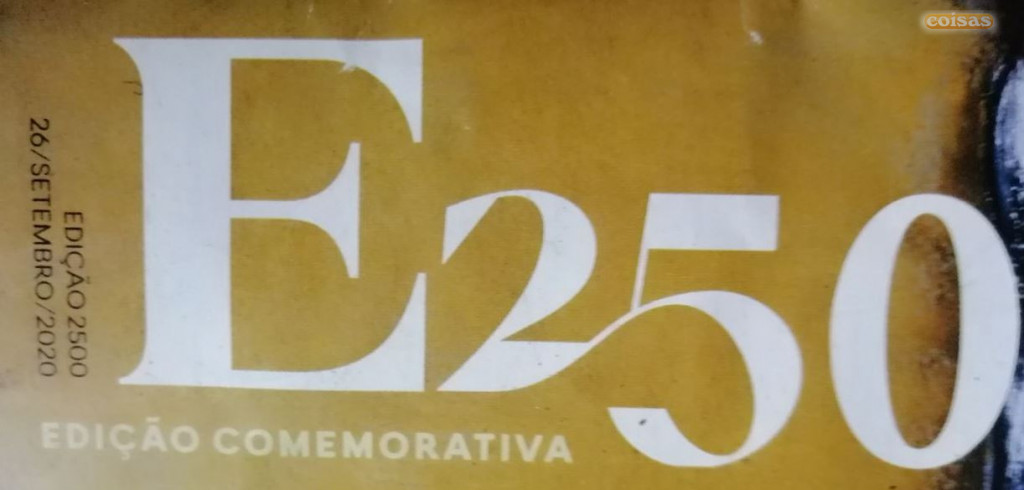 coisas
E250
EDIÇÃO 2500
26/SETEMBRO/2020
EDIÇÃO COMEMORATIVA